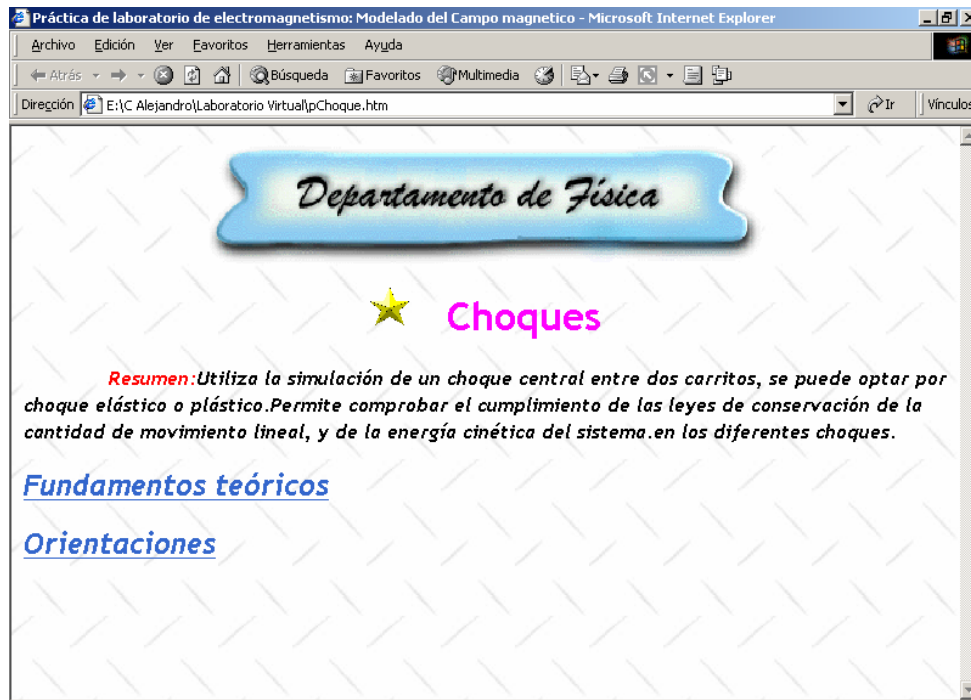 Práctica de laboratorio de electromagnetismo: Modelado del Campo magnetico - Microsoft Internet Explorer
Archivo Edición Ver Favoritos Herramientas Ayuda
Atrás Búsqueda Favoritos Multimedia
Dirección E:\C Alejandro\Laboratorio Virtual\pChoque.htm Ir Vínculos
Departamento de Física
Choques
Resumen:Utiliza la simulación de un choque central entre dos carritos, se puede optar por
choque elástico o plástico.Permite comprobar el cumplimiento de las leyes de conservación de la
cantidad de movimiento lineal, y de la energía cinética del sistema.en los diferentes choques.
Fundamentos teóricos
Orientaciones